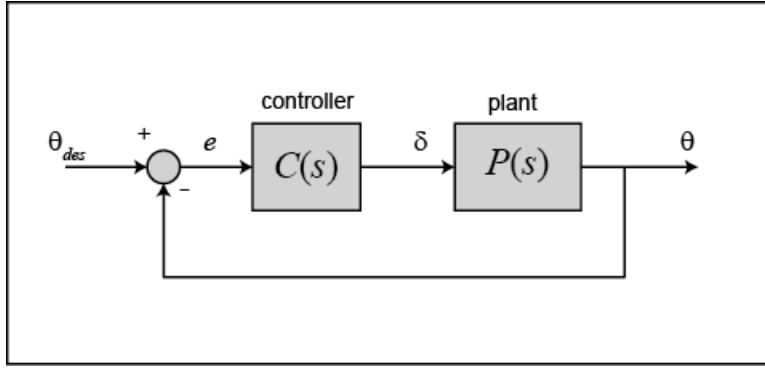 controller plant
θdes + e C(s) δ P(s) θ
−